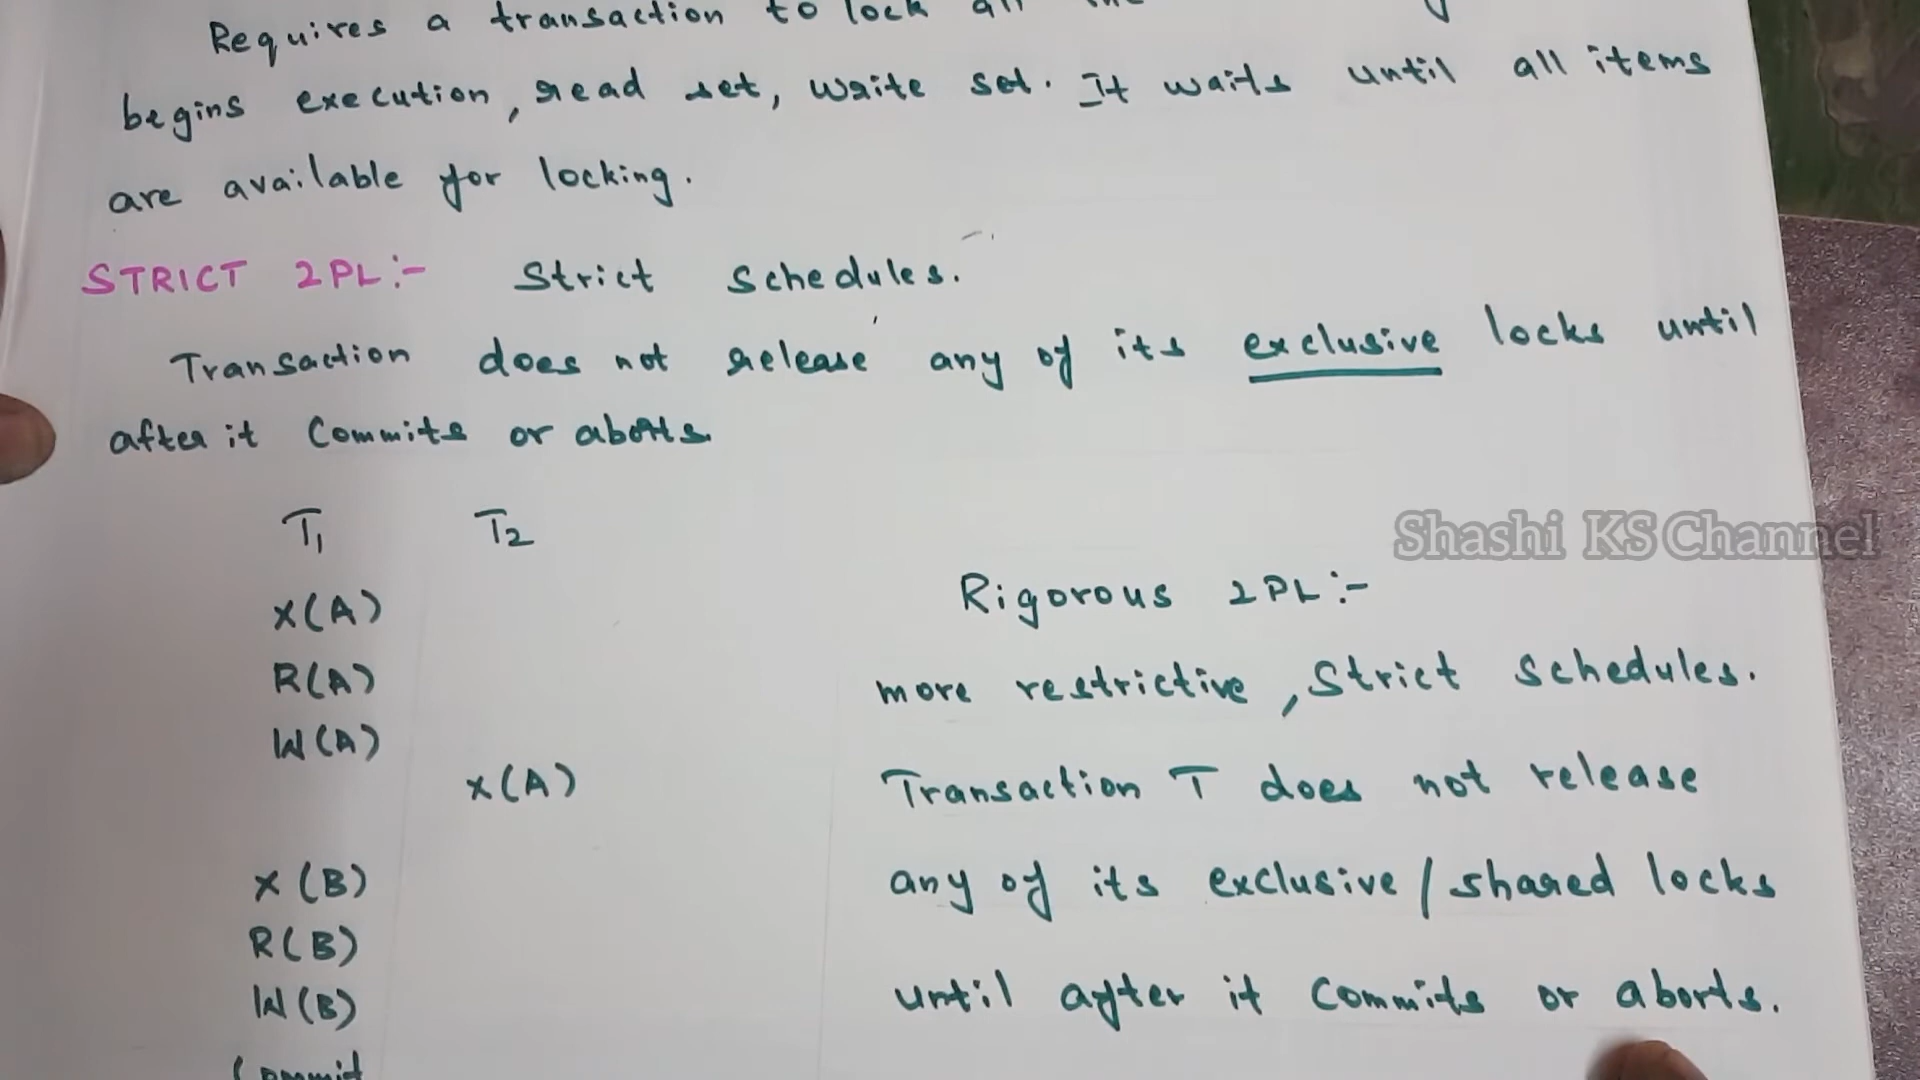 Requires a transaction to lock all
begins execution, read set, write set. It waits until all items
are available for locking.
STRICT 2PL:- Strict Schedules.
Transaction does not release any of its exclusive locks until
after it Commits or aborts.
T1 T2
X(A)
R(A)
W(A)
X(A)
X(B)
R(B)
W(B)
Commit
Shashi KS Channel
Rigorous 2PL:-
more restrictive, Strict Schedules.
Transaction T does not release
any of its exclusive/shared locks
until after it Commits or aborts.